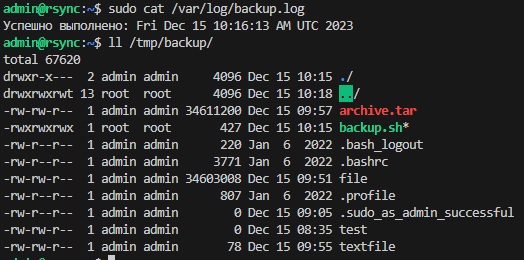 admin@rsync:~$ sudo cat /var/log/backup.log
Успешно выполнено: Fri Dec 15 10:16:13 AM UTC 2023
admin@rsync:~$ ll /tmp/backup/
total 67620
drwxr-x---  2 admin admin     4096 Dec 15 10:15 ./
drwxrwxrwt 13 root  root      4096 Dec 15 10:18 ../
-rw-rw-r--  1 admin admin 34611200 Dec 15 09:57 archive.tar
-rwxrwxrwx  1 root  root       427 Dec 15 10:15 backup.sh*
-rw-r--r--  1 admin admin      220 Jan  6  2022 .bash_logout
-rw-r--r--  1 admin admin     3771 Jan  6  2022 .bashrc
-rw-rw-r--  1 admin admin 34603008 Dec 15 09:51 file
-rw-r--r--  1 admin admin      807 Jan  6  2022 .profile
-rw-r--r--  1 admin admin        0 Dec 15 09:05 .sudo_as_admin_successful
-rw-rw-r--  1 admin admin        0 Dec 15 08:35 test
-rw-rw-r--  1 admin admin       78 Dec 15 09:55 textfile